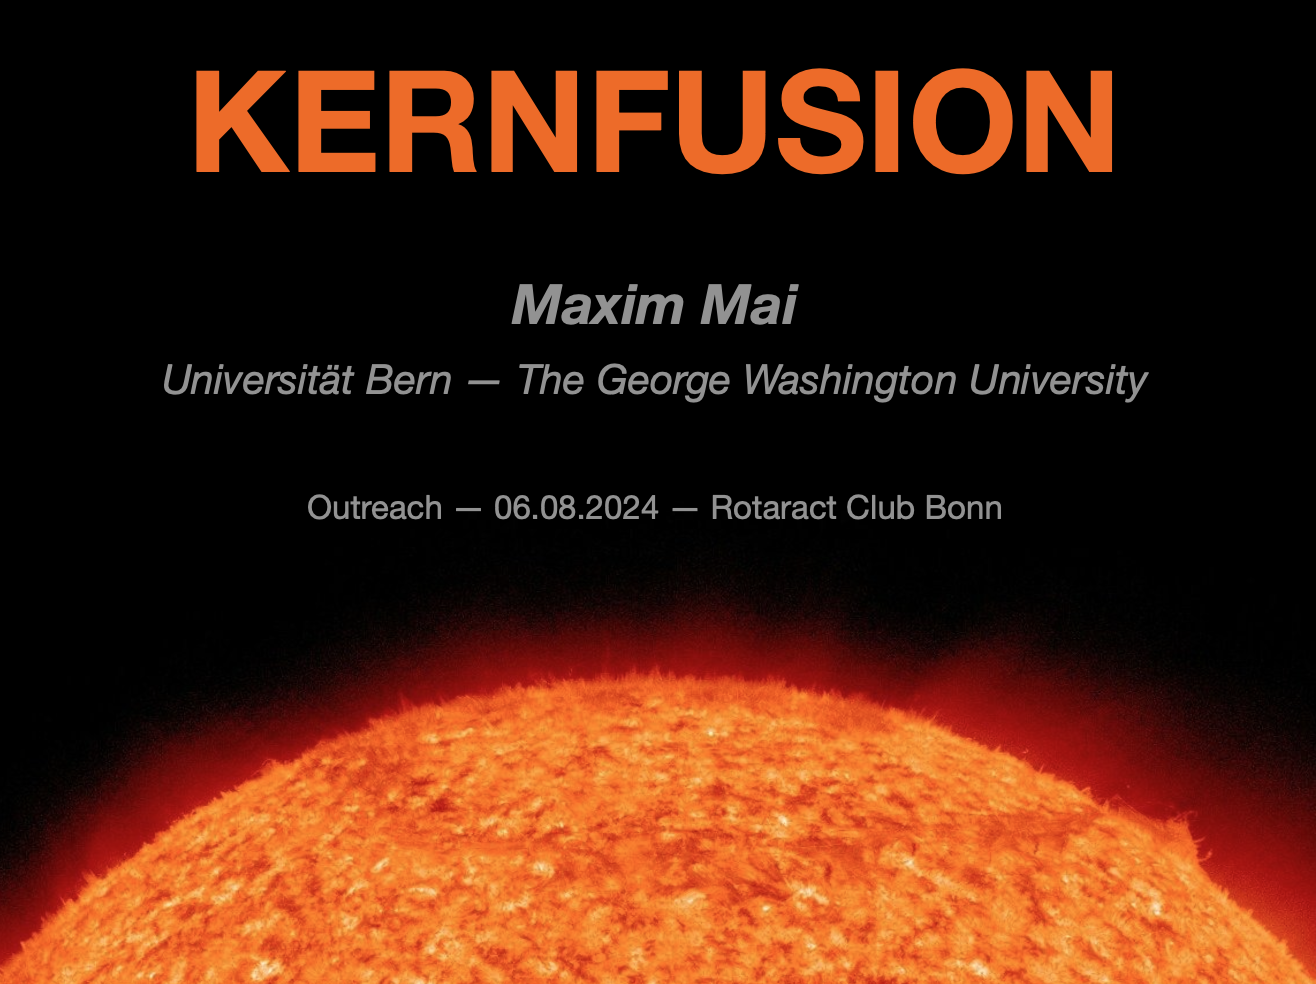 KERNFUSION
Maxim Mai
Universität Bern — The George Washington University
Outreach — 06.08.2024 — Rotaract Club Bonn